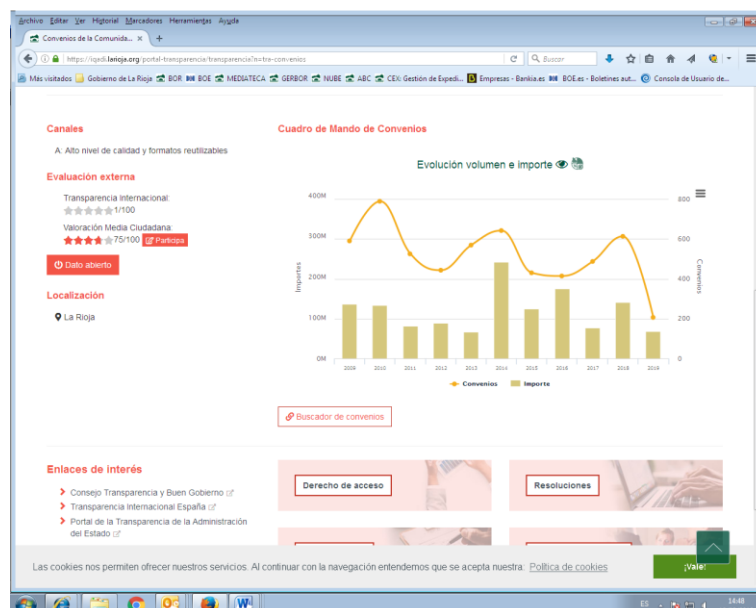 Archivo Editar Ver Historial Marcadores Herramientas Ayuda
Convenios de la Comunida... × +
https://iqadi.larioja.org/portal-transparencia/transparencia?n=tra-convenios
Buscar
Más visitados Gobierno de La Rioja BOR BOE MEDIATECA GERBOR NUBE ABC CEX: Gestión de Expedi... Empresas - Bankia.es BOE.es - Boletines aut... Consola de Usuario de...
Canales
A: Alto nivel de calidad y formatos reutilizables
Evaluación externa
Transparencia Internacional:
1/100
Valoración Media Ciudadana:
75/100 Participa
Dato abierto
Localización
La Rioja
Cuadro de Mando de Convenios
Evolución volumen e importe
400M
300M
200M
100M
0M
Importes
800
600
400
200
0
Convenios
2009 2010 2011 2012 2013 2014 2015 2016 2017 2018 2019
Convenios Importe
Buscador de convenios
Enlaces de interés
Consejo Transparencia y Buen Gobierno
Transparencia Internacional España
Portal de la Transparencia de la Administración
del Estado
Derecho de acceso
Resoluciones
Las cookies nos permiten ofrecer nuestros servicios. Al continuar con la navegación entendemos que se acepta nuestra: Política de cookies
¡Vale!
ES
14:48